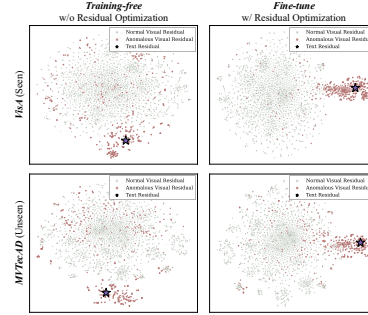 Training-free
w/o Residual Optimization
Fine-tune
w/ Residual Optimization
VisA (Seen)
Normal Visual Residual
Anomalous Visual Residual
Text Residual
Normal Visual Residual
Anomalous Visual Residual
Text Residual
MVTecAD (Unseen)
Normal Visual Residual
Anomalous Visual Residual
Text Residual
Normal Visual Residual
Anomalous Visual Residual
Text Residual